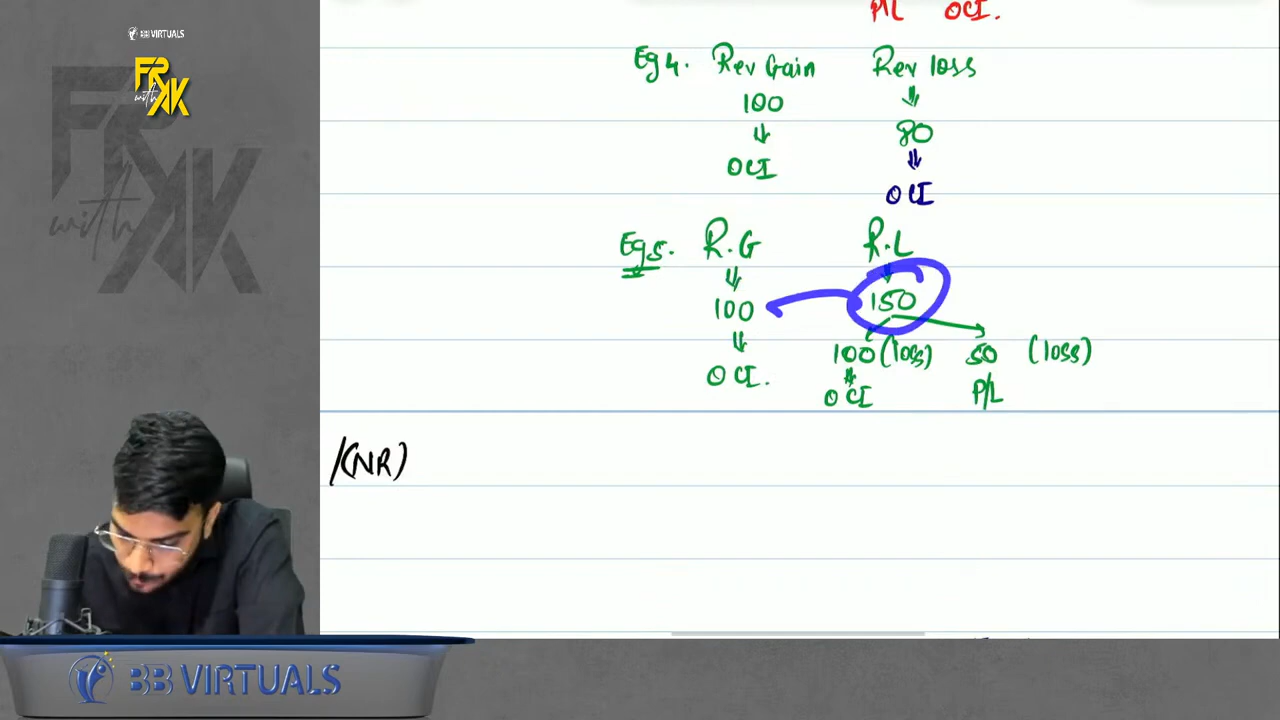 BB VIRTUALS
FR
with
AK
P/L OCI.
Eg 4. Rev Gain Rev loss
100
80
OCI
OCI
Eg 5. R.G R.L
100 150
100 (loss) 50 (loss)
OCI. OCI P/L
/(NR)
BB VIRTUALS